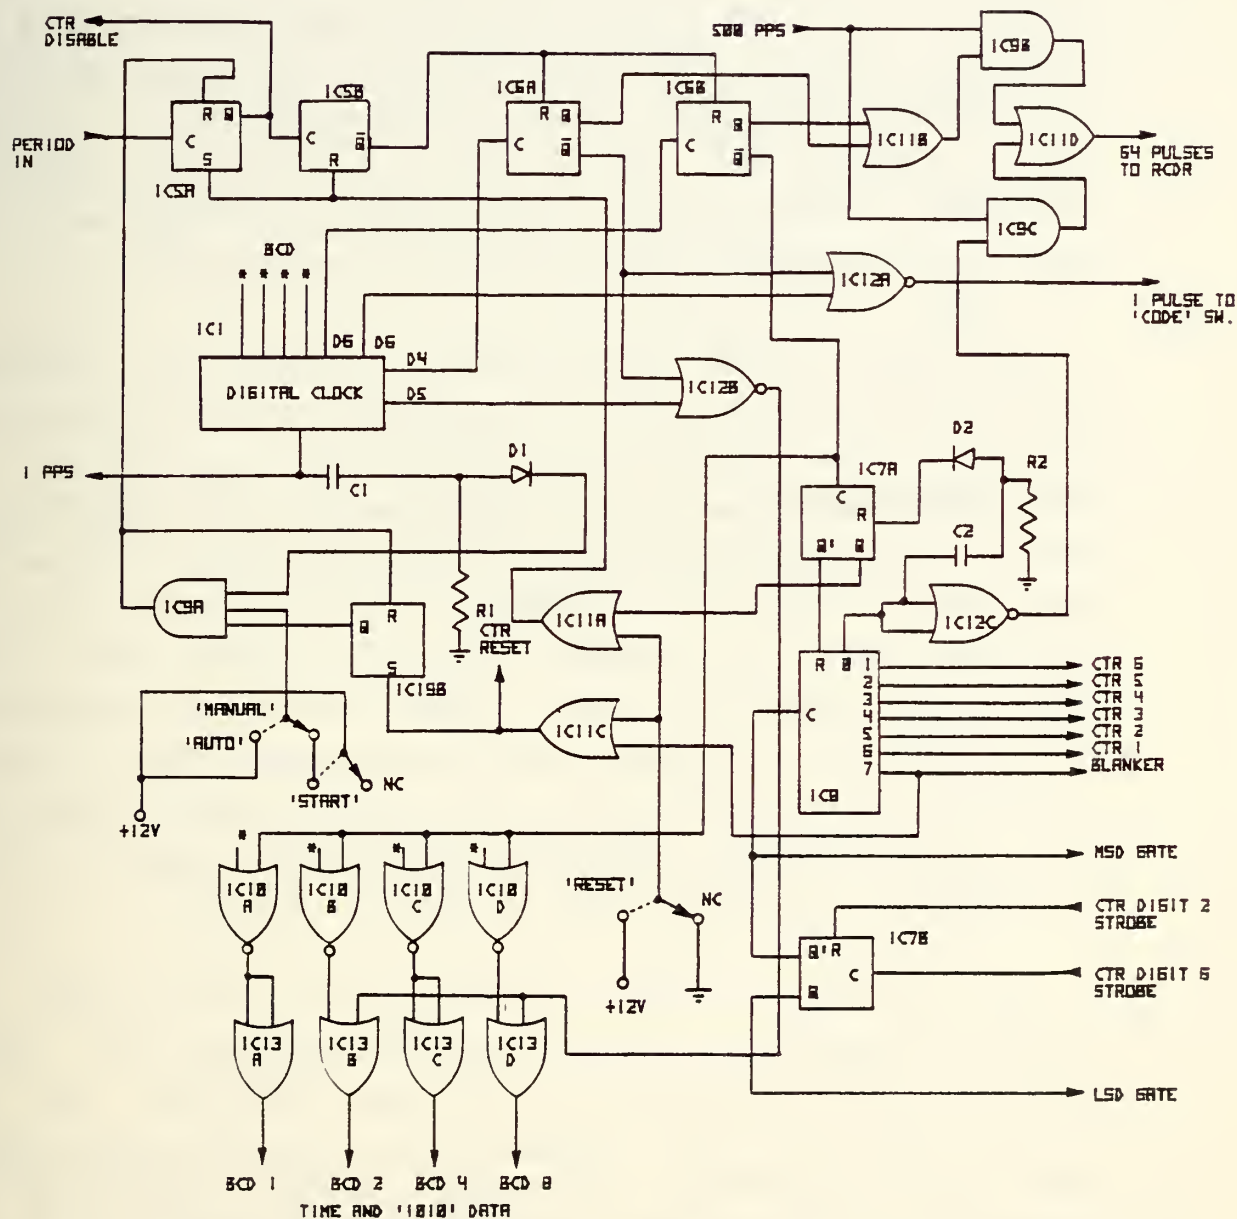 CTR
DISABLE
500 PPS
IC9B
IC5B
IC6A
IC6B
R Q
C
S
IC5A
C
Q̅
R
R Q
C
Q̅
R
Q
C
Q̅
IC11B
IC11D
PERIOD
IN
64 PULSES
TO RCDR
IC9C
BCD
* * * *
IC12A
1 PULSE TO
'CODE' SW.
IC1
D6 D6
D4
DIGITAL CLOCK
D5
IC12B
1 PPS
C1
D1
IC7A
D2
R2
C
R
Q' Q
C2
IC9A
R
Q
S
IC19B
R1
CTR
RESET
IC11A
IC12C
R 0 1
2
3
4
5
6
7
C
IC8
CTR 6
CTR 5
CTR 4
CTR 3
CTR 2
CTR 1
BLANKER
'MANUAL'
'AUTO'
IC11C
'START'
NC
+12V
* * * *
IC10
A
IC10
B
IC10
C
IC10
D
'RESET'
NC
+12V
MSD GATE
CTR DIGIT 2
STROBE
IC7B
Q' R
C
Q
CTR DIGIT 6
STROBE
IC13
A
IC13
B
IC13
C
IC13
D
LSD GATE
BCD 1
BCD 2
BCD 4
BCD 8
TIME AND '1010' DATA